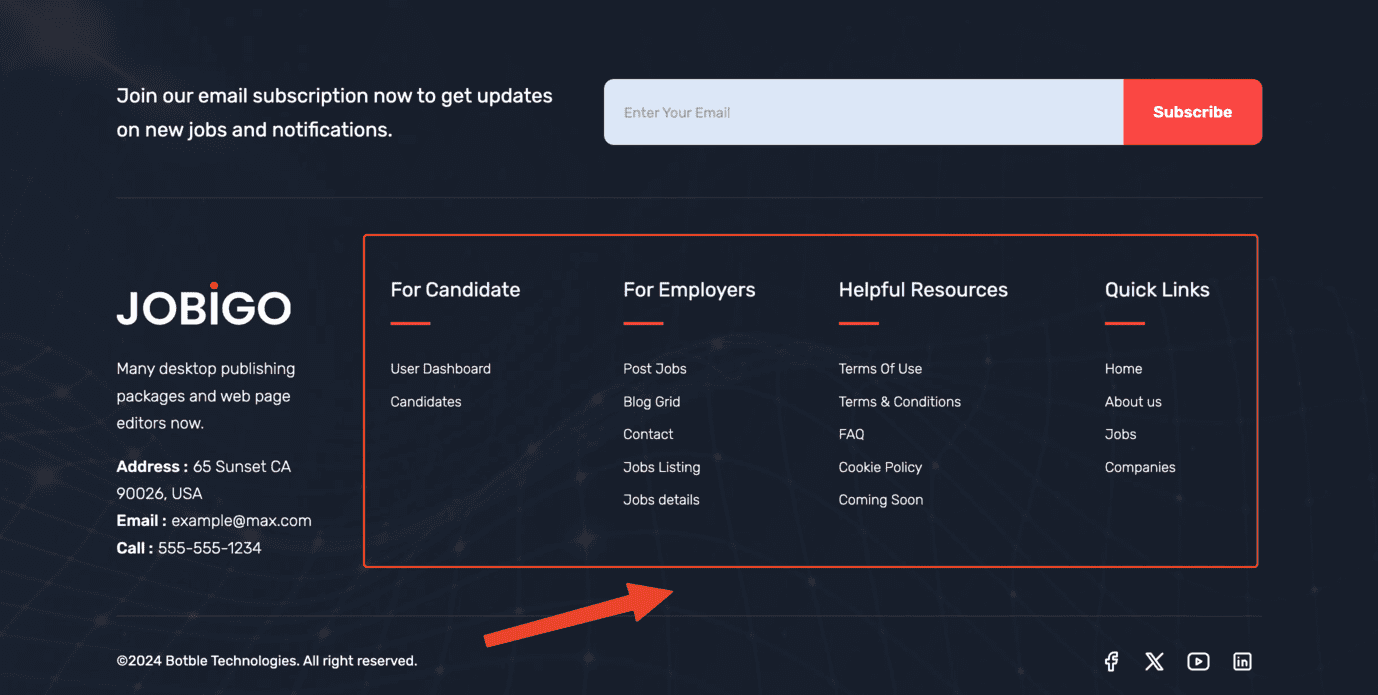 Join our email subscription now to get updates
on new jobs and notifications.
Enter Your Email
Subscribe
JOBIGO
Many desktop publishing
packages and web page
editors now.
Address : 65 Sunset CA
90026, USA
Email : example@max.com
Call : 555-555-1234
For Candidate
User Dashboard
Candidates
For Employers
Post Jobs
Blog Grid
Contact
Jobs Listing
Jobs details
Helpful Resources
Terms Of Use
Terms & Conditions
FAQ
Cookie Policy
Coming Soon
Quick Links
Home
About us
Jobs
Companies
©2024 Botble Technologies. All right reserved.